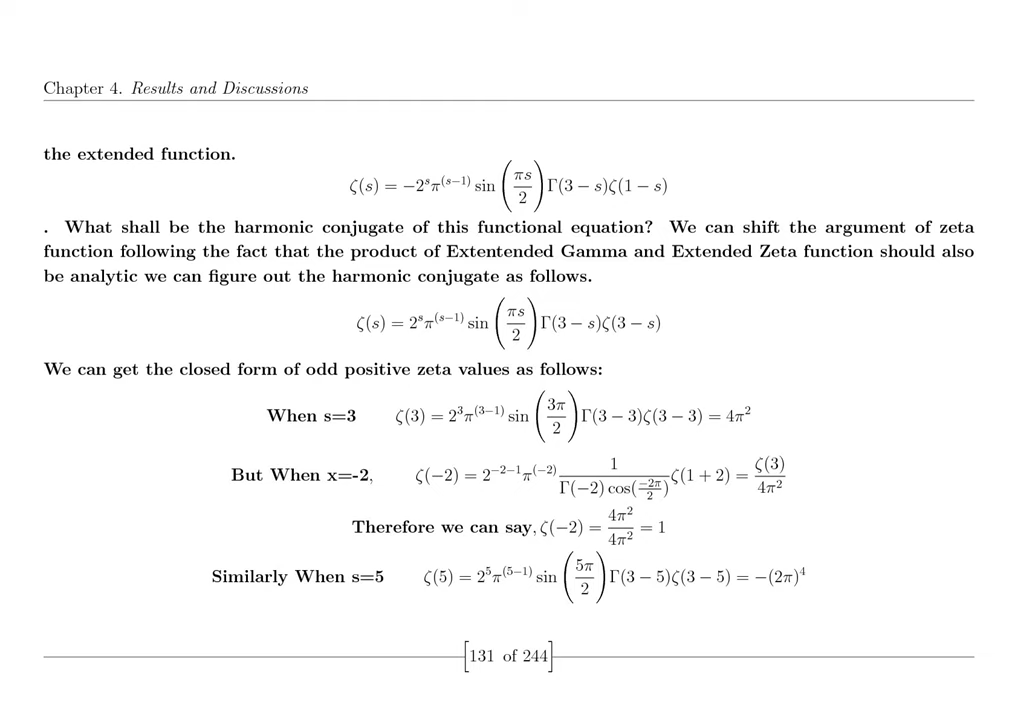 Chapter 4. Results and Discussions
the extended function.
ζ(s) = −2^s π^(s−1) sin(πs/2)Γ(3 − s)ζ(1 − s)
. What shall be the harmonic conjugate of this functional equation? We can shift the argument of zeta
function following the fact that the product of Extentended Gamma and Extended Zeta function should also
be analytic we can figure out the harmonic conjugate as follows.
ζ(s) = 2^s π^(s−1) sin(πs/2)Γ(3 − s)ζ(3 − s)
We can get the closed form of odd positive zeta values as follows:
When s=3 ζ(3) = 2^3 π^(3−1) sin(3π/2)Γ(3 − 3)ζ(3 − 3) = 4π^2
But When x=-2, ζ(−2) = 2^−2−1 π^(−2) 1/(Γ(−2) cos(−2π/2)) ζ(1 + 2) = ζ(3)/4π^2
Therefore we can say, ζ(−2) = 4π^2/4π^2 = 1
Similarly When s=5 ζ(5) = 2^5 π^(5−1) sin(5π/2)Γ(3 − 5)ζ(3 − 5) = −(2π)^4
[131 of 244]